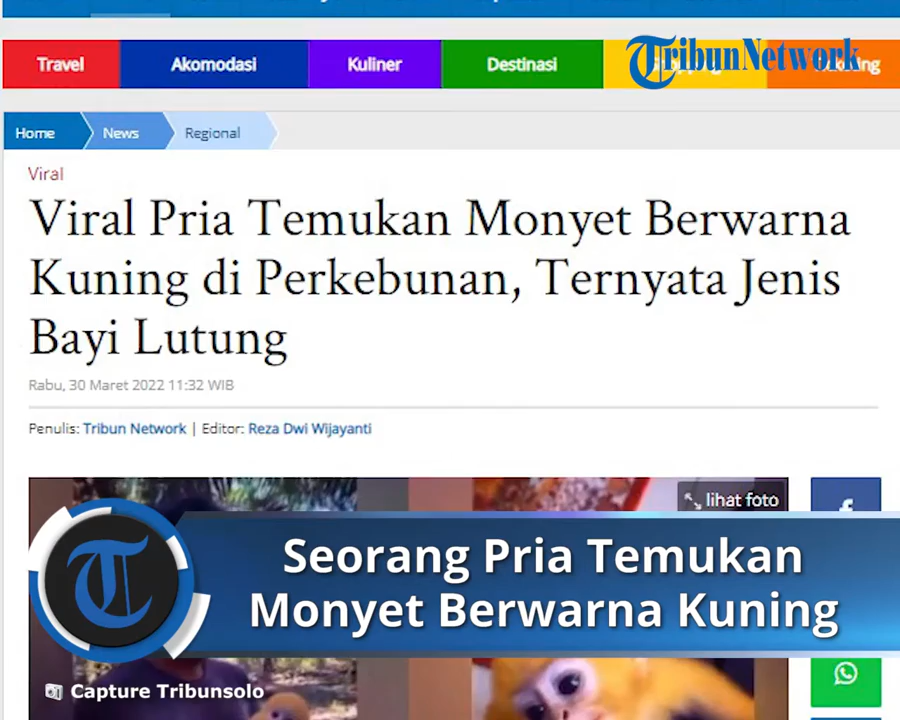 Travel
Akomodasi
Kuliner
Destinasi
TribunNetwork
Home
News
Regional
Viral
Viral Pria Temukan Monyet Berwarna
Kuning di Perkebunan, Ternyata Jenis
Bayi Lutung
Rabu, 30 Maret 2022 11:32 WIB
Penulis: Tribun Network | Editor: Reza Dwi Wijayanti
lihat foto
Seorang Pria Temukan
Monyet Berwarna Kuning
Capture Tribunsolo